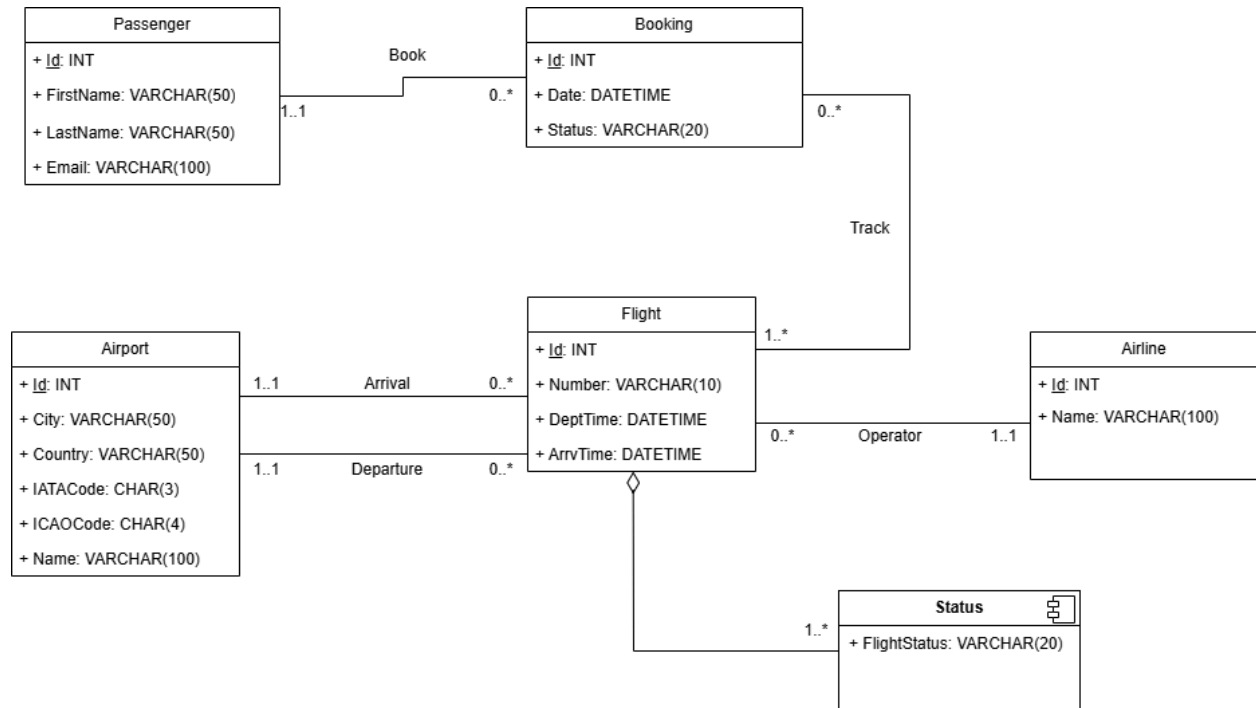 Passenger
+ Id: INT
+ FirstName: VARCHAR(50)
+ LastName: VARCHAR(50)
+ Email: VARCHAR(100)
Book
1..1
0..*
Booking
+ Id: INT
+ Date: DATETIME
+ Status: VARCHAR(20)
0..*
Track
1..*
Airport
+ Id: INT
+ City: VARCHAR(50)
+ Country: VARCHAR(50)
+ IATACode: CHAR(3)
+ ICAOCode: CHAR(4)
+ Name: VARCHAR(100)
1..1
Arrival
0..*
1..1
Departure
0..*
Flight
+ Id: INT
+ Number: VARCHAR(10)
+ DeptTime: DATETIME
+ ArrvTime: DATETIME
0..*
Operator
1..1
Airline
+ Id: INT
+ Name: VARCHAR(100)
1..*
Status
+ FlightStatus: VARCHAR(20)